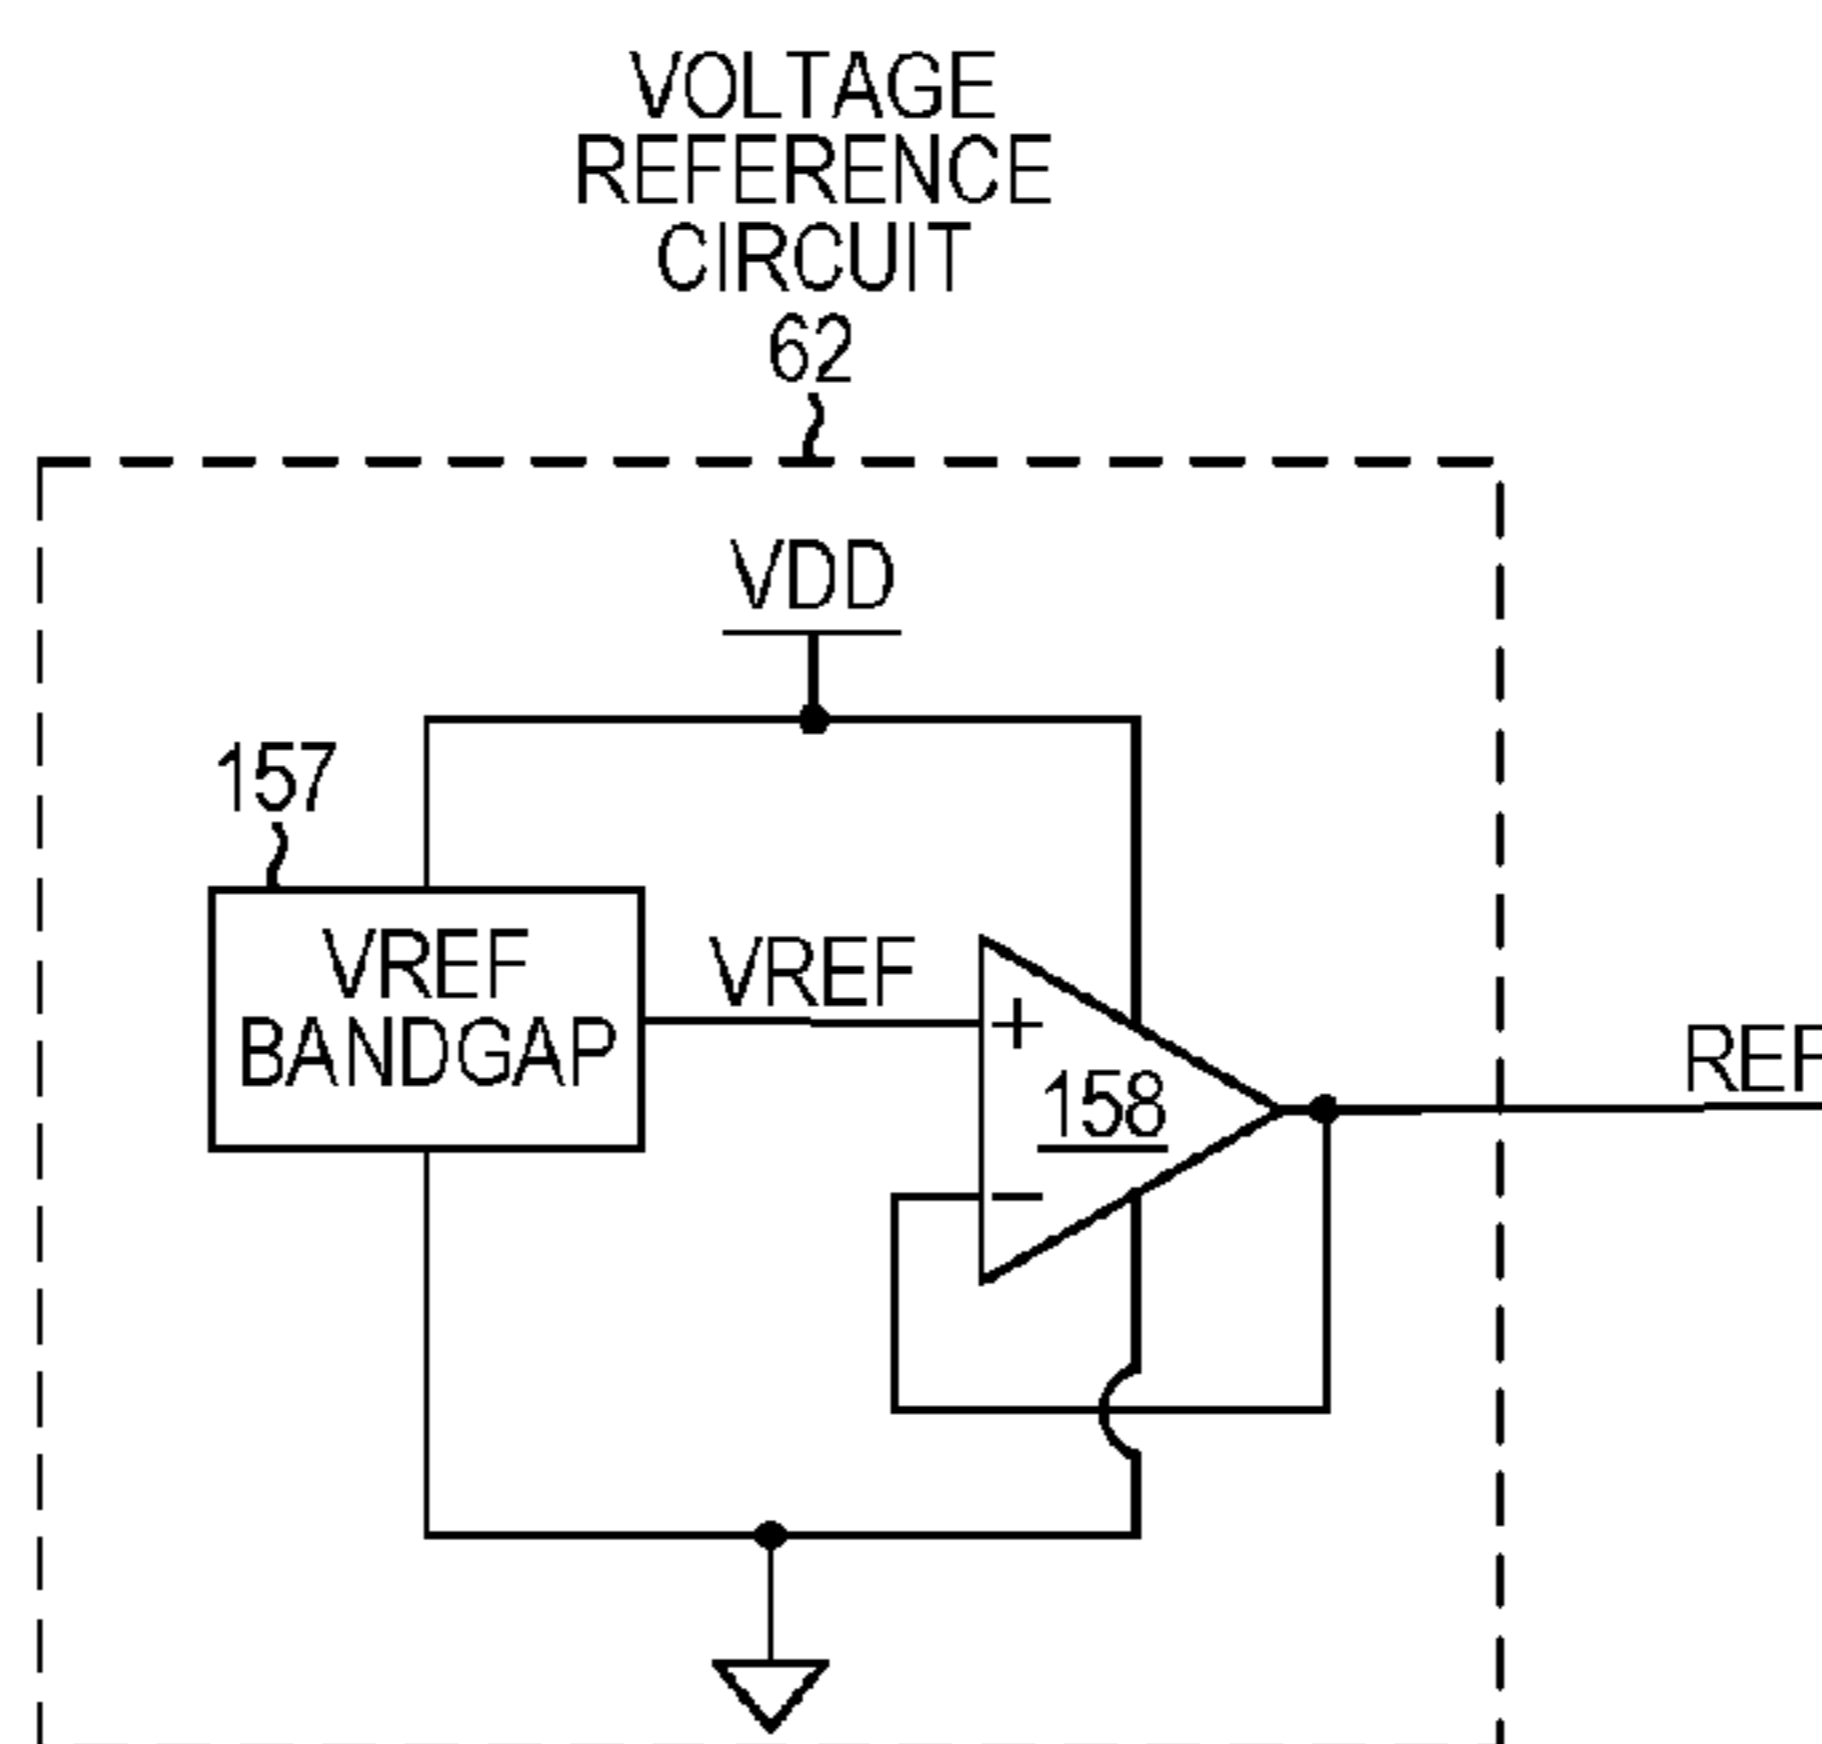 VOLTAGE
REFERENCE
CIRCUIT
62
VDD
157
VREF
BANDGAP
VREF
+
158
−